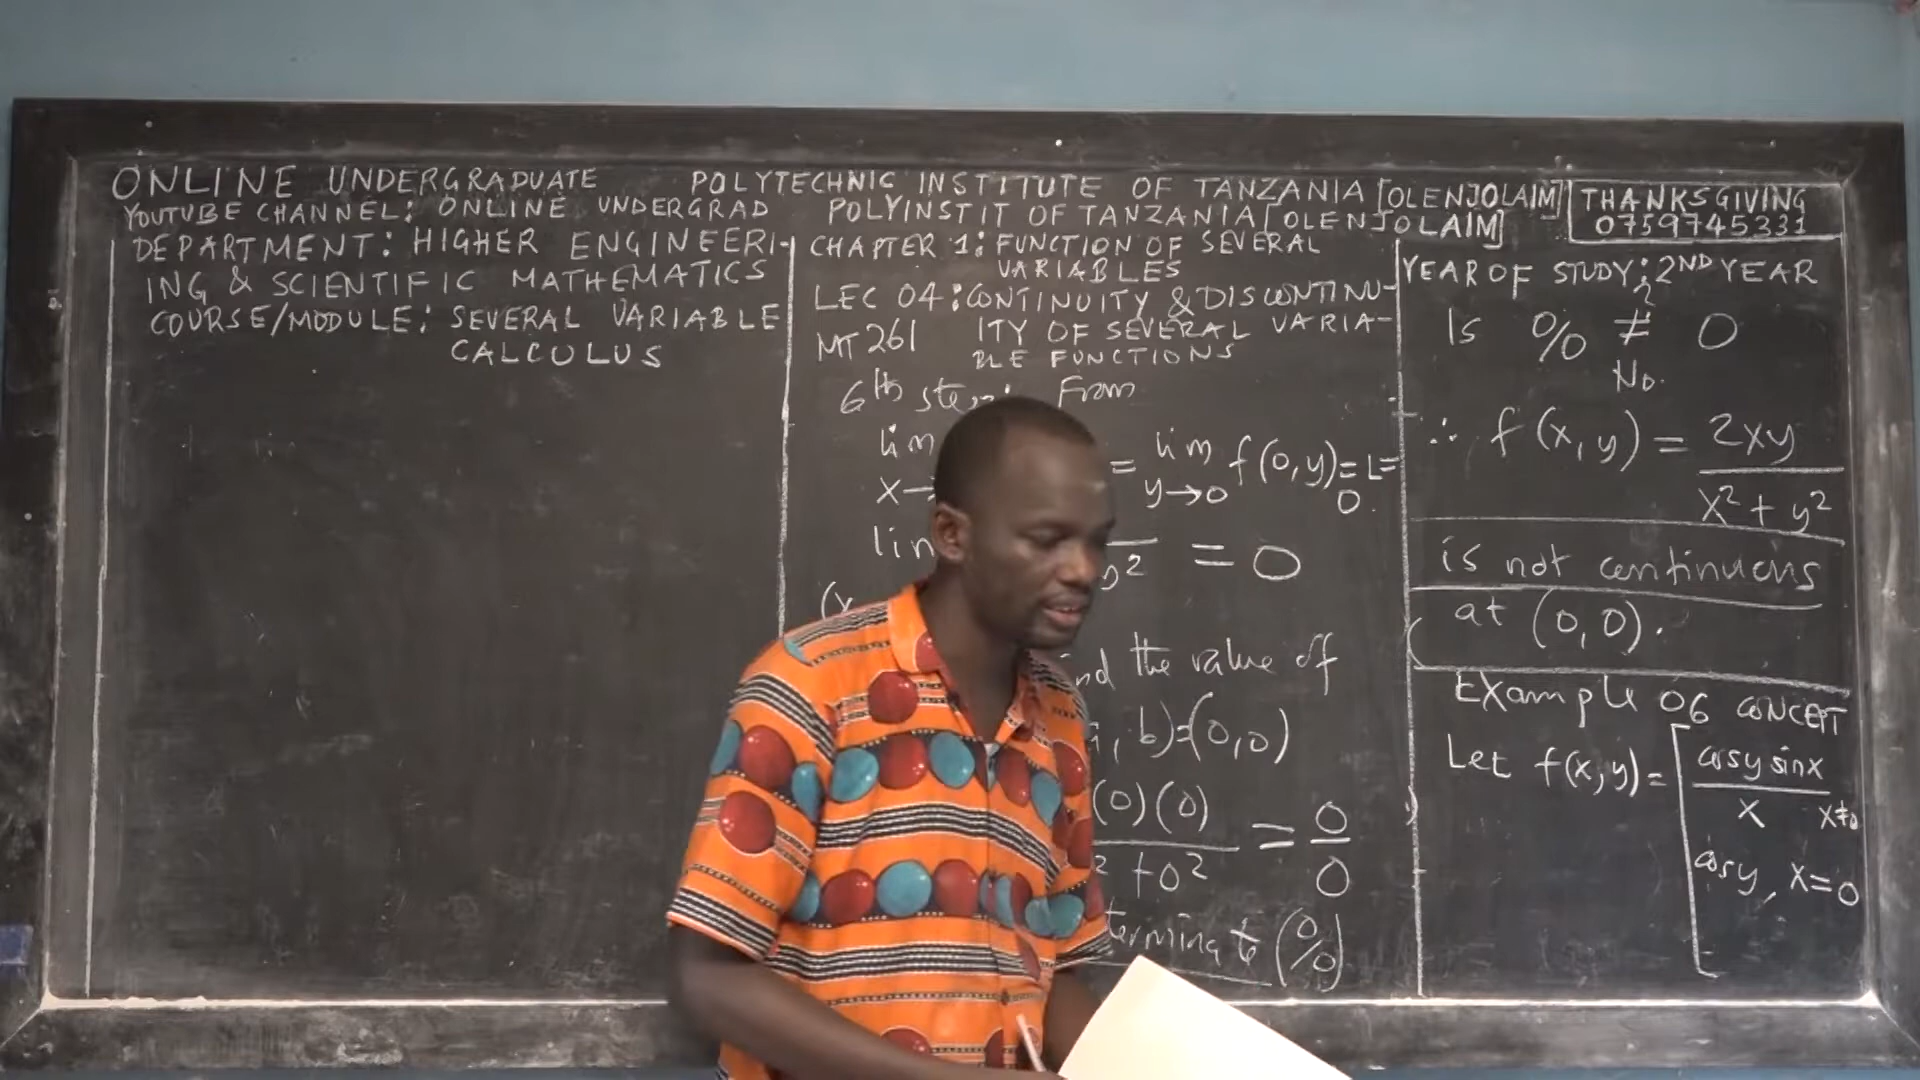 ONLINE UNDERGRADUATE POLYTECHNIC INSTITUTE OF TANZANIA [OLENJOLAIM]
YOUTUBE CHANNEL: ONLINE UNDERGRAD POLYINSTIT OF TANZANIA [OLENJOLAIM]
THANKSGIVING
0759745331
DEPARTMENT: HIGHER ENGINEERI-
ING & SCIENTIFIC MATHEMATICS
COURSE/MODULE: SEVERAL VARIABLE
CALCULUS
CHAPTER 1: FUNCTION OF SEVERAL
VARIABLES
LEC 04: CONTINUITY & DISCONTINU-
MT 261 ITY OF SEVERAL VARIA-
BLE FUNCTIONS
6th step: From
lim = lim f(0,y) = L =
x→ y→0 0.
= 0
the value of
b)=(0,0)
(0)(0) = 0
+0² 0
(0/0)
YEAR OF STUDY: 2ND YEAR
Is 0/0 ≠ 0
No.
∴ f(x,y) = 2xy
x² + y²
is not continuous
at (0,0).
Example 06 CONCEPT
Let f(x,y) = [ cosy sinx
x x≠0
cosy, x=0